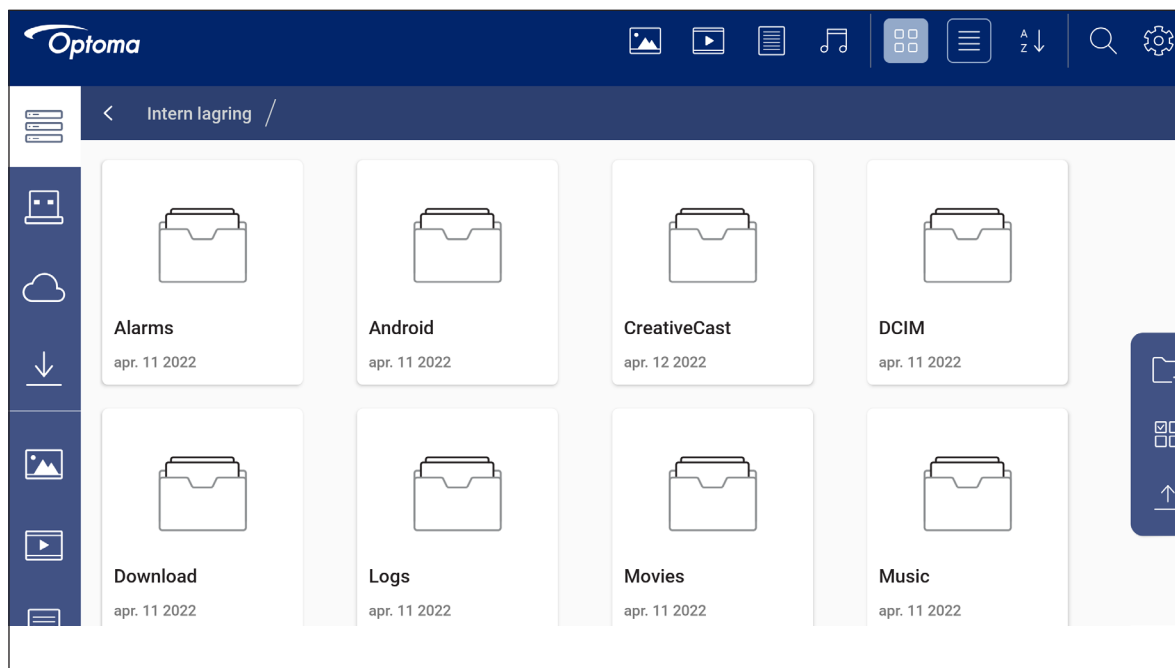 Optoma
A
Z
Intern lagring /
Alarms
apr. 11 2022
Android
apr. 11 2022
CreativeCast
apr. 12 2022
DCIM
apr. 11 2022
Download
apr. 11 2022
Logs
apr. 11 2022
Movies
apr. 11 2022
Music
apr. 11 2022